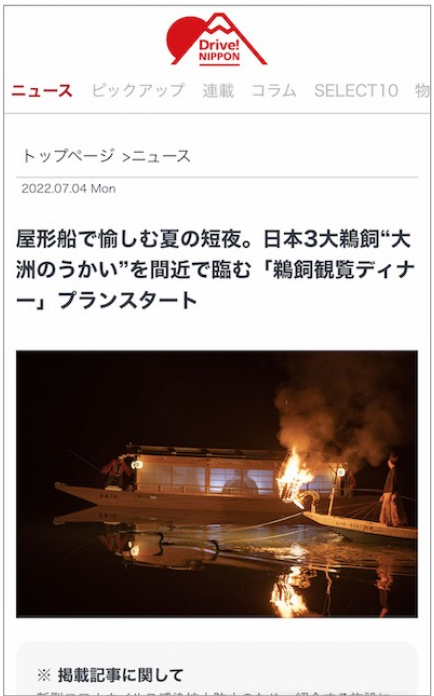 Drive!
NIPPON
ニュース ピックアップ 連載 コラム SELECT10 物
トップページ >ニュース
2022.07.04 Mon
屋形船で愉しむ夏の短夜。日本3大鵜飼“大
洲のうかい”を間近で臨む「鵜飼観覧ディナ
ー」プランスタート
※ 掲載記事に関して